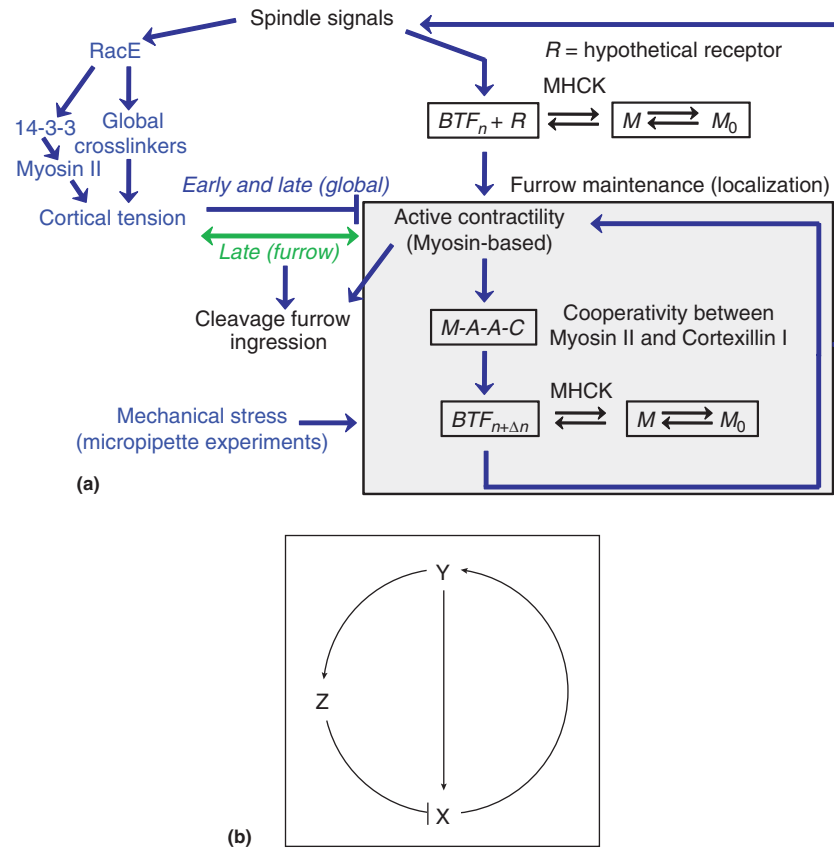 Spindle signals
RacE
R = hypothetical receptor
MHCK
BTFn + R
M M0
14-3-3
Global
crosslinkers
Myosin II
Early and late (global)
Furrow maintenance (localization)
Cortical tension
Active contractility
(Myosin-based)
Late (furrow)
Cleavage furrow
ingression
M-A-A-C
Cooperativity between
Myosin II and Cortexillin I
MHCK
Mechanical stress
(micropipette experiments)
BTFn+Δn
M M0
(a)
Y
Z
X
(b)